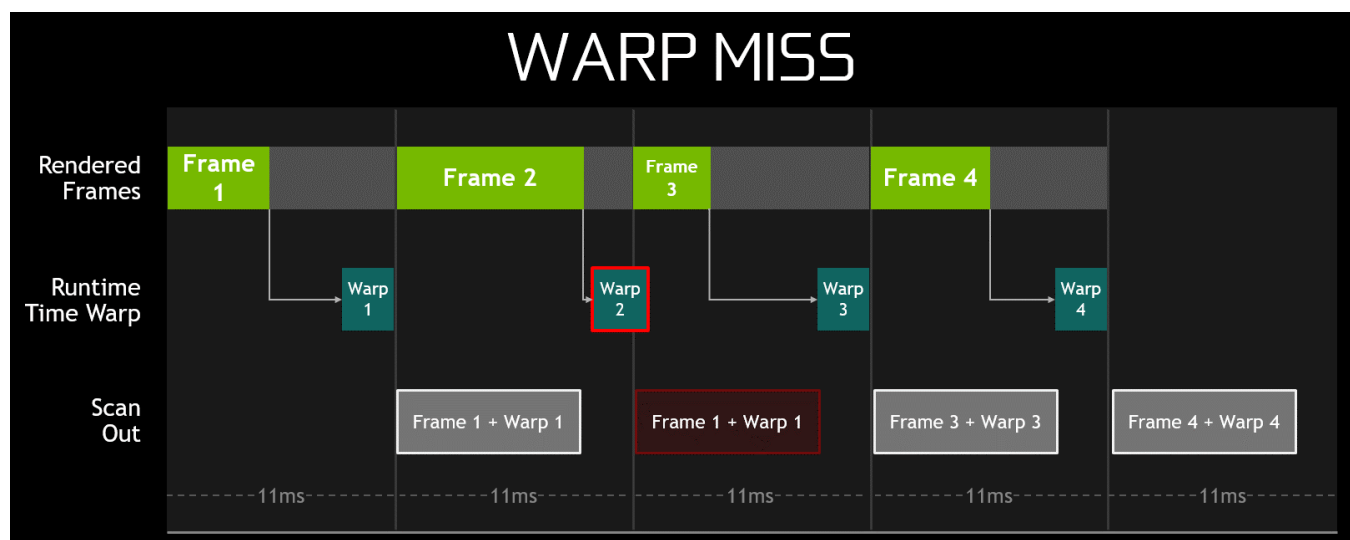 WARP MISS
Rendered
Frames
Frame
1
Frame 2
Frame
3
Frame 4
Runtime
Time Warp
Warp
1
Warp
2
Warp
3
Warp
4
Scan
Out
Frame 1 + Warp 1
Frame 1 + Warp 1
Frame 3 + Warp 3
Frame 4 + Warp 4
11ms
11ms
11ms
11ms
11ms